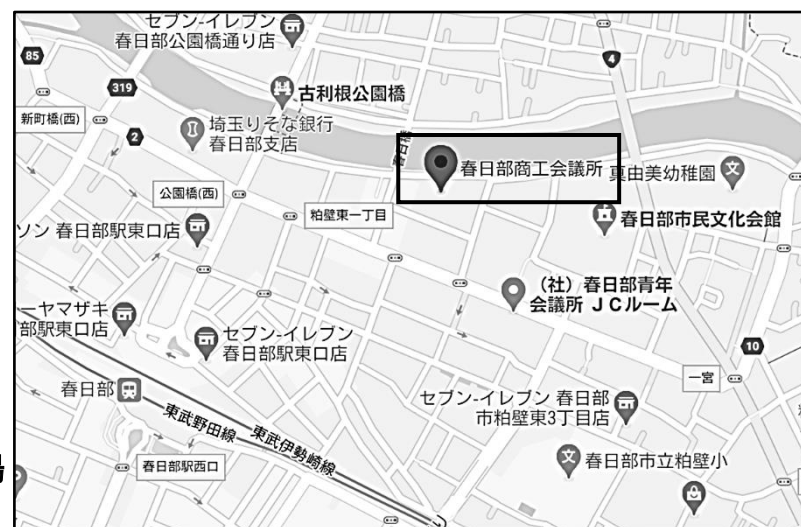 セブン-イレブン
春日部公園橋通り店
85
4
319
古利根公園橋
新町橋(西)
2
埼玉りそな銀行
春日部支店
春日橋
春日部商工会議所
真由美幼稚園
公園橋(西)
粕壁東一丁目
春日部市民文化会館
ソン 春日部駅東口店
(社)春日部青年
会議所 JCルーム
ーヤマザキ
部駅東口店
セブン-イレブン
春日部駅東口店
10
一宮
春日部
セブン-イレブン 春日部
市粕壁東3丁目店
東武野田線
東武伊勢崎線
春日部駅西口
春日部市立粕壁小